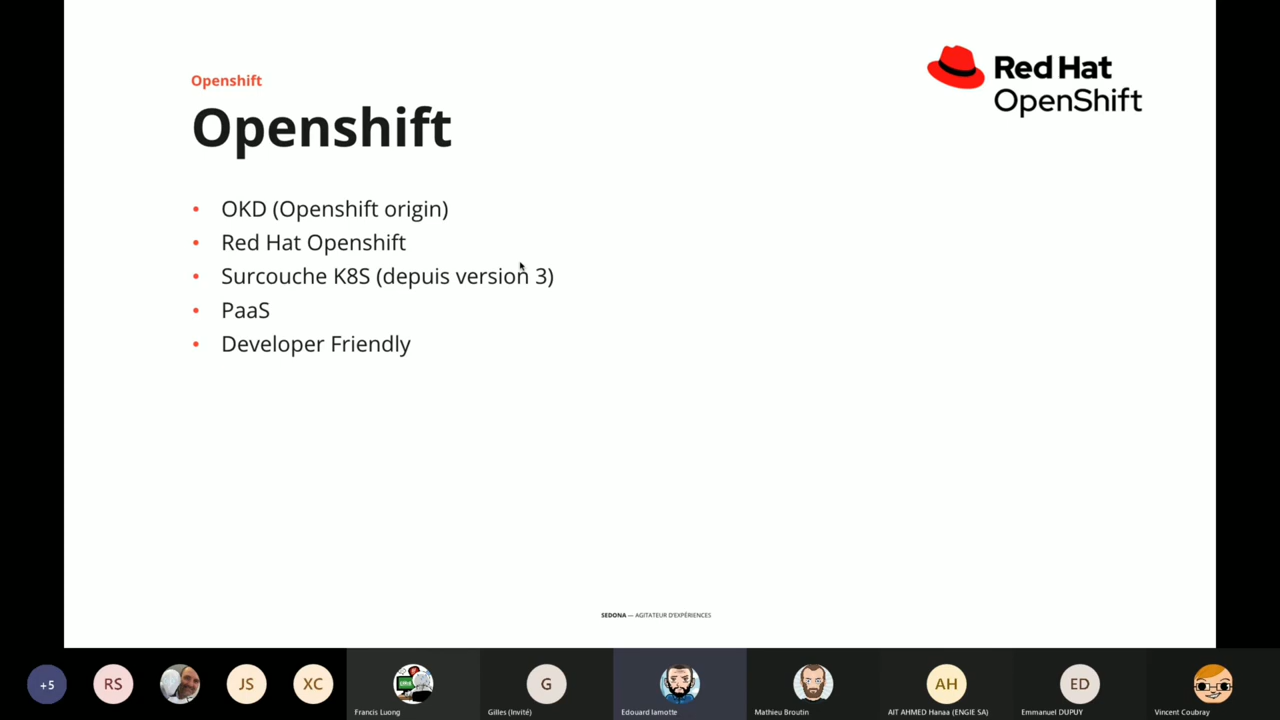 Openshift
Openshift
Red Hat
OpenShift
OKD (Openshift origin)
Red Hat Openshift
Surcouche K8S (depuis version 3)
PaaS
Developer Friendly
SEDONA — AGITATEUR D'EXPÉRIENCES
+5
RS
JS
XC
Francis Luong
G
Gilles (Invité)
Edouard lamotte
Mathieu Broutin
AH
AIT AHMED Hanaa (ENGIE SA)
ED
Emmanuel DUPUY
Vincent Coubray